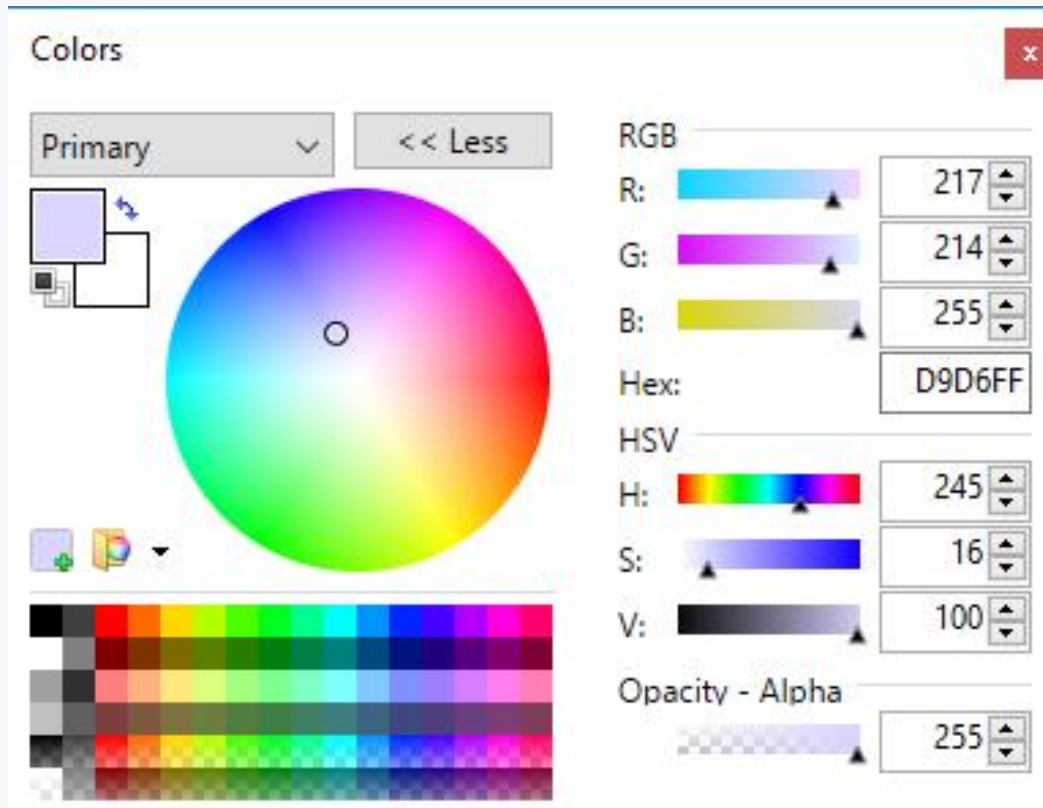 Colors
x
Primary
<< Less
RGB
R: 217
G: 214
B: 255
Hex: D9D6FF
HSV
H: 245
S: 16
V: 100
Opacity - Alpha
255